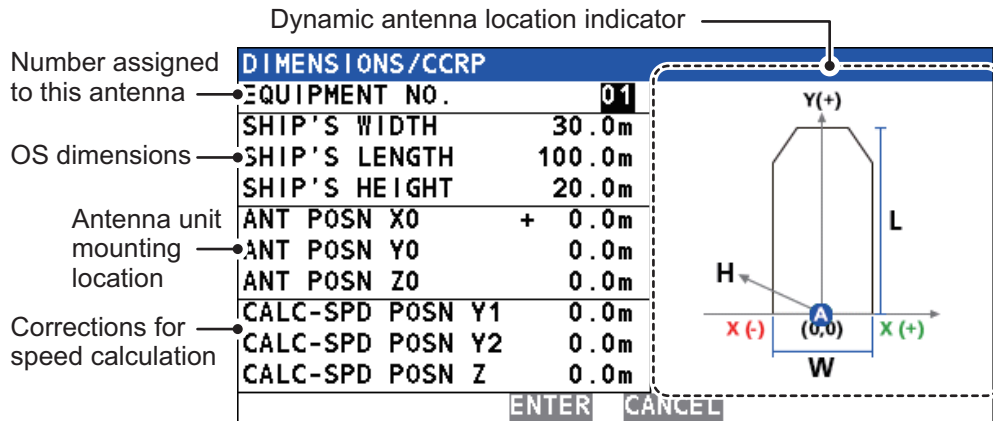 Dynamic antenna location indicator
Number assigned
to this antenna
OS dimensions
Antenna unit
mounting
location
Corrections for
speed calculation
DIMENSIONS/CCRP
EQUIPMENT NO. 01
SHIP'S WIDTH 30.0m
SHIP'S LENGTH 100.0m
SHIP'S HEIGHT 20.0m
ANT POSN X0 + 0.0m
ANT POSN Y0 0.0m
ANT POSN Z0 0.0m
CALC-SPD POSN Y1 0.0m
CALC-SPD POSN Y2 0.0m
CALC-SPD POSN Z 0.0m
ENTER CANCEL
Y(+)
L
H
A
X (-) (0,0) X (+)
W